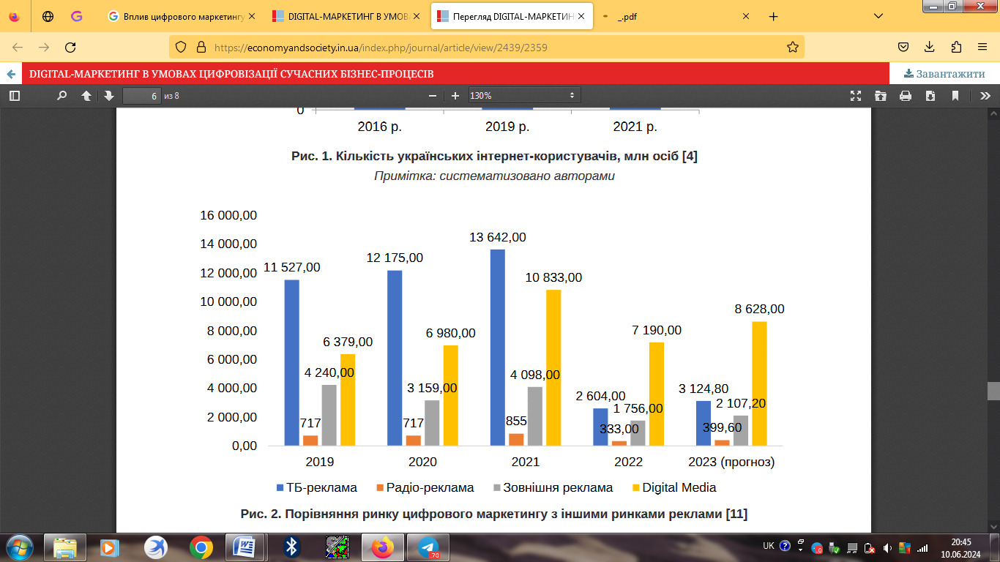 Вплив цифрового маркетингу
DIGITAL-МАРКЕТИНГ В УМОВА
Перегляд DIGITAL-МАРКЕТИН
_.pdf
https://economyandsociety.in.ua/index.php/journal/article/view/2439/2359
DIGITAL-МАРКЕТИНГ В УМОВАХ ЦИФРОВІЗАЦІЇ СУЧАСНИХ БІЗНЕС-ПРОЦЕСІВ
Завантажити
6 из 8
130%
0
2016 р. 2019 р. 2021 р.
Рис. 1. Кількість українських інтернет-користувачів, млн осіб [4]
Примітка: систематизовано авторами
16 000,00
14 000,00
12 000,00
10 000,00
8 000,00
6 000,00
4 000,00
2 000,00
0,00
11 527,00
717
4 240,00
6 379,00
12 175,00
717
3 159,00
6 980,00
13 642,00
855
4 098,00
10 833,00
2 604,00
333,00
1 756,00
7 190,00
3 124,80
399,60
2 107,20
8 628,00
2019 2020 2021 2022 2023 (прогноз)
ТБ-реклама Радіо-реклама Зовнішня реклама Digital Media
Рис. 2. Порівняння ринку цифрового маркетингу з іншими ринками реклами [11]
UK
.70
20:45
10.06.2024